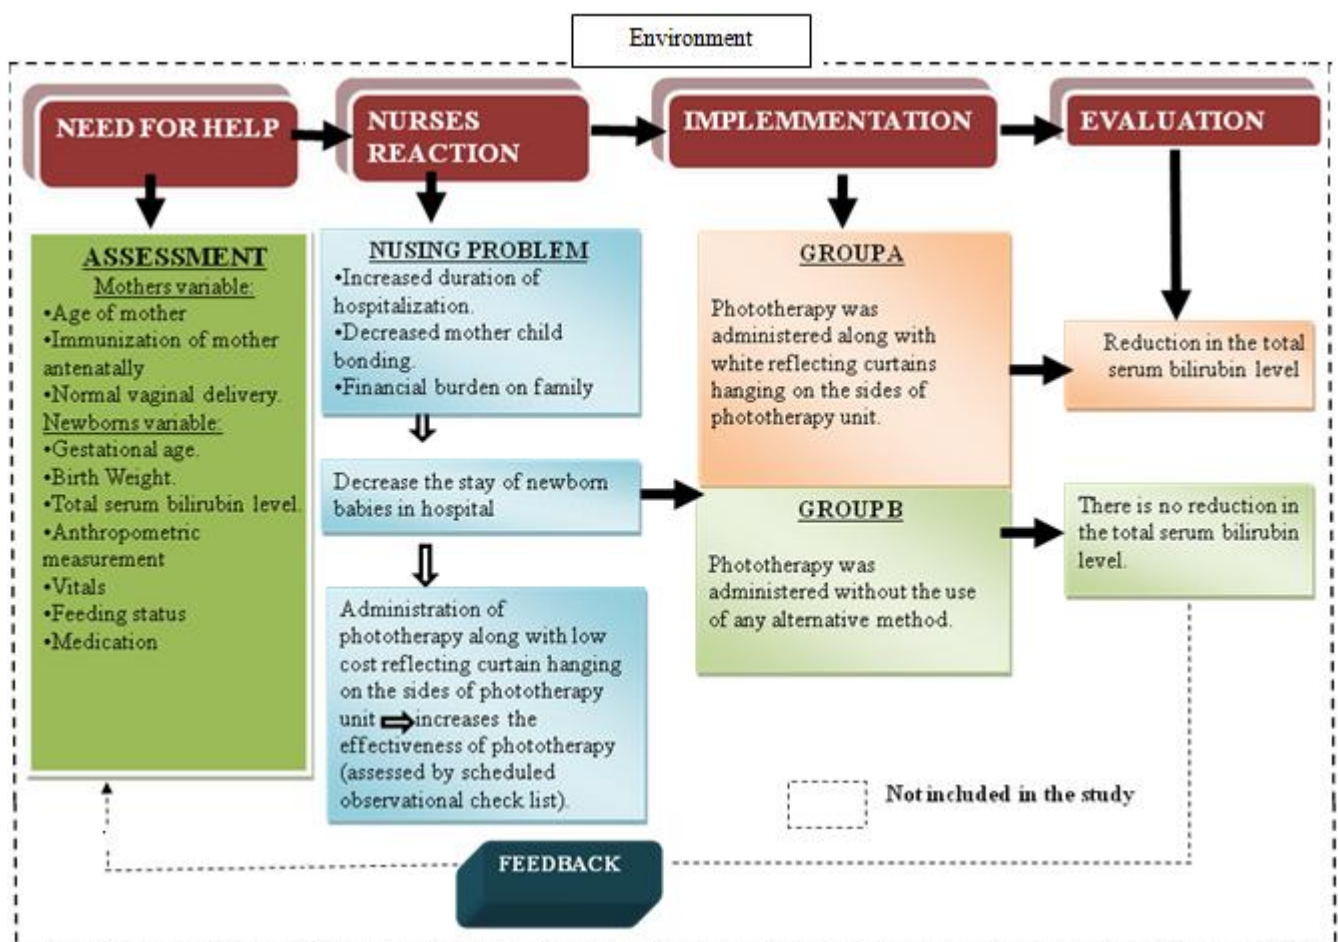 Environment
NEED FOR HELP
NURSES
REACTION
IMPLEMMENTATION
EVALUATION
ASSESSMENT
Mothers variable:
•Age of mother
•Immunization of mother
antenatally
•Normal vaginal delivery.
Newborns variable:
•Gestational age.
•Birth Weight.
•Total serum bilirubin level.
•Anthropometric
measurement
•Vitals
•Feeding status
•Medication
NUSING PROBLEM
•Increased duration of
hospitalization.
•Decreased mother child
bonding.
•Financial burden on family
Decrease the stay of newborn
babies in hospital
Administration of
phototherapy along with low
cost reflecting curtain hanging
on the sides of phototherapy
unit ⇨increases the
effectiveness of phototherapy
(assessed by scheduled
observational check list).
GROUP A
Phototherapy was
administered along with
white reflecting curtains
hanging on the sides of
phototherapy unit.
GROUP B
Phototherapy was
administered without the use
of any alternative method.
Reduction in the total
serum bilirubin level
There is no reduction in
the total serum bilirubin
level.
Not included in the study
FEEDBACK